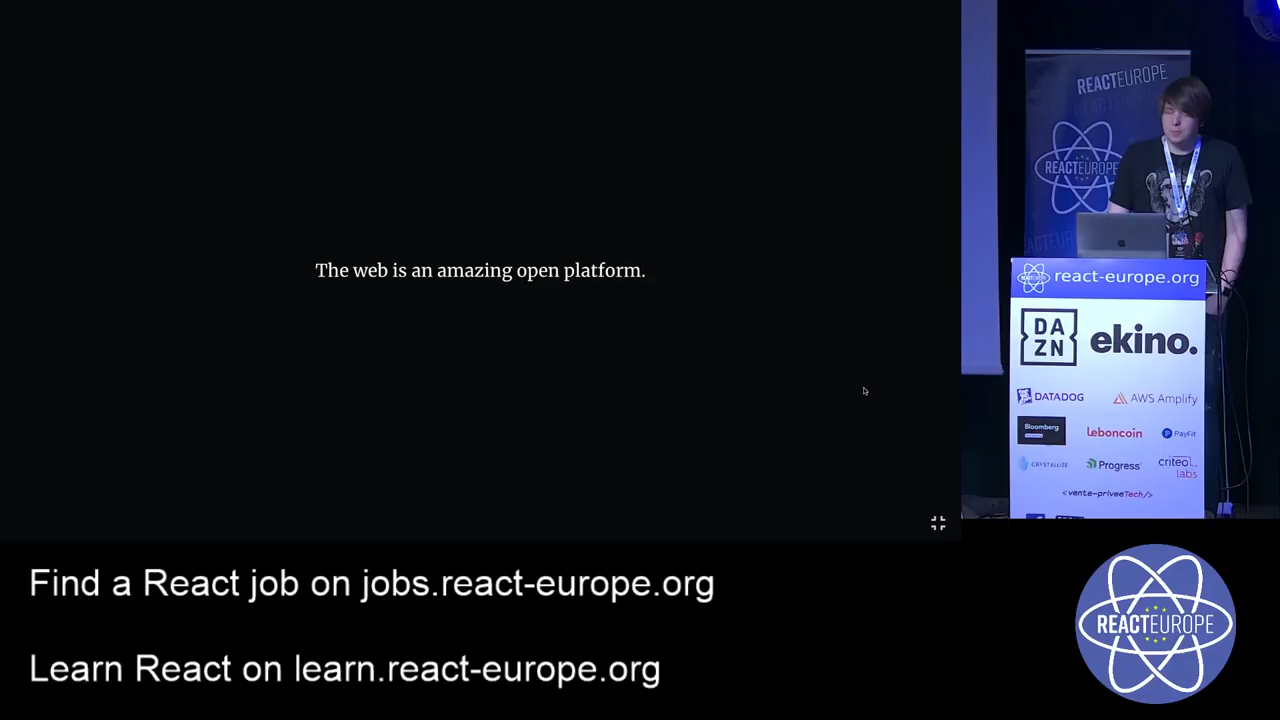 The web is an amazing open platform.
REACTEUROPE
REACTEUROPE
react-europe.org
DA
ZN
ekino.
DATADOG
AWS Amplify
Bloomberg
leboncoin
PayFit
CRYSTALLIZE
Progress
criteo.
labs
<vente-priveeTech/>
Find a React job on jobs.react-europe.org
Learn React on learn.react-europe.org
REACTEUROPE